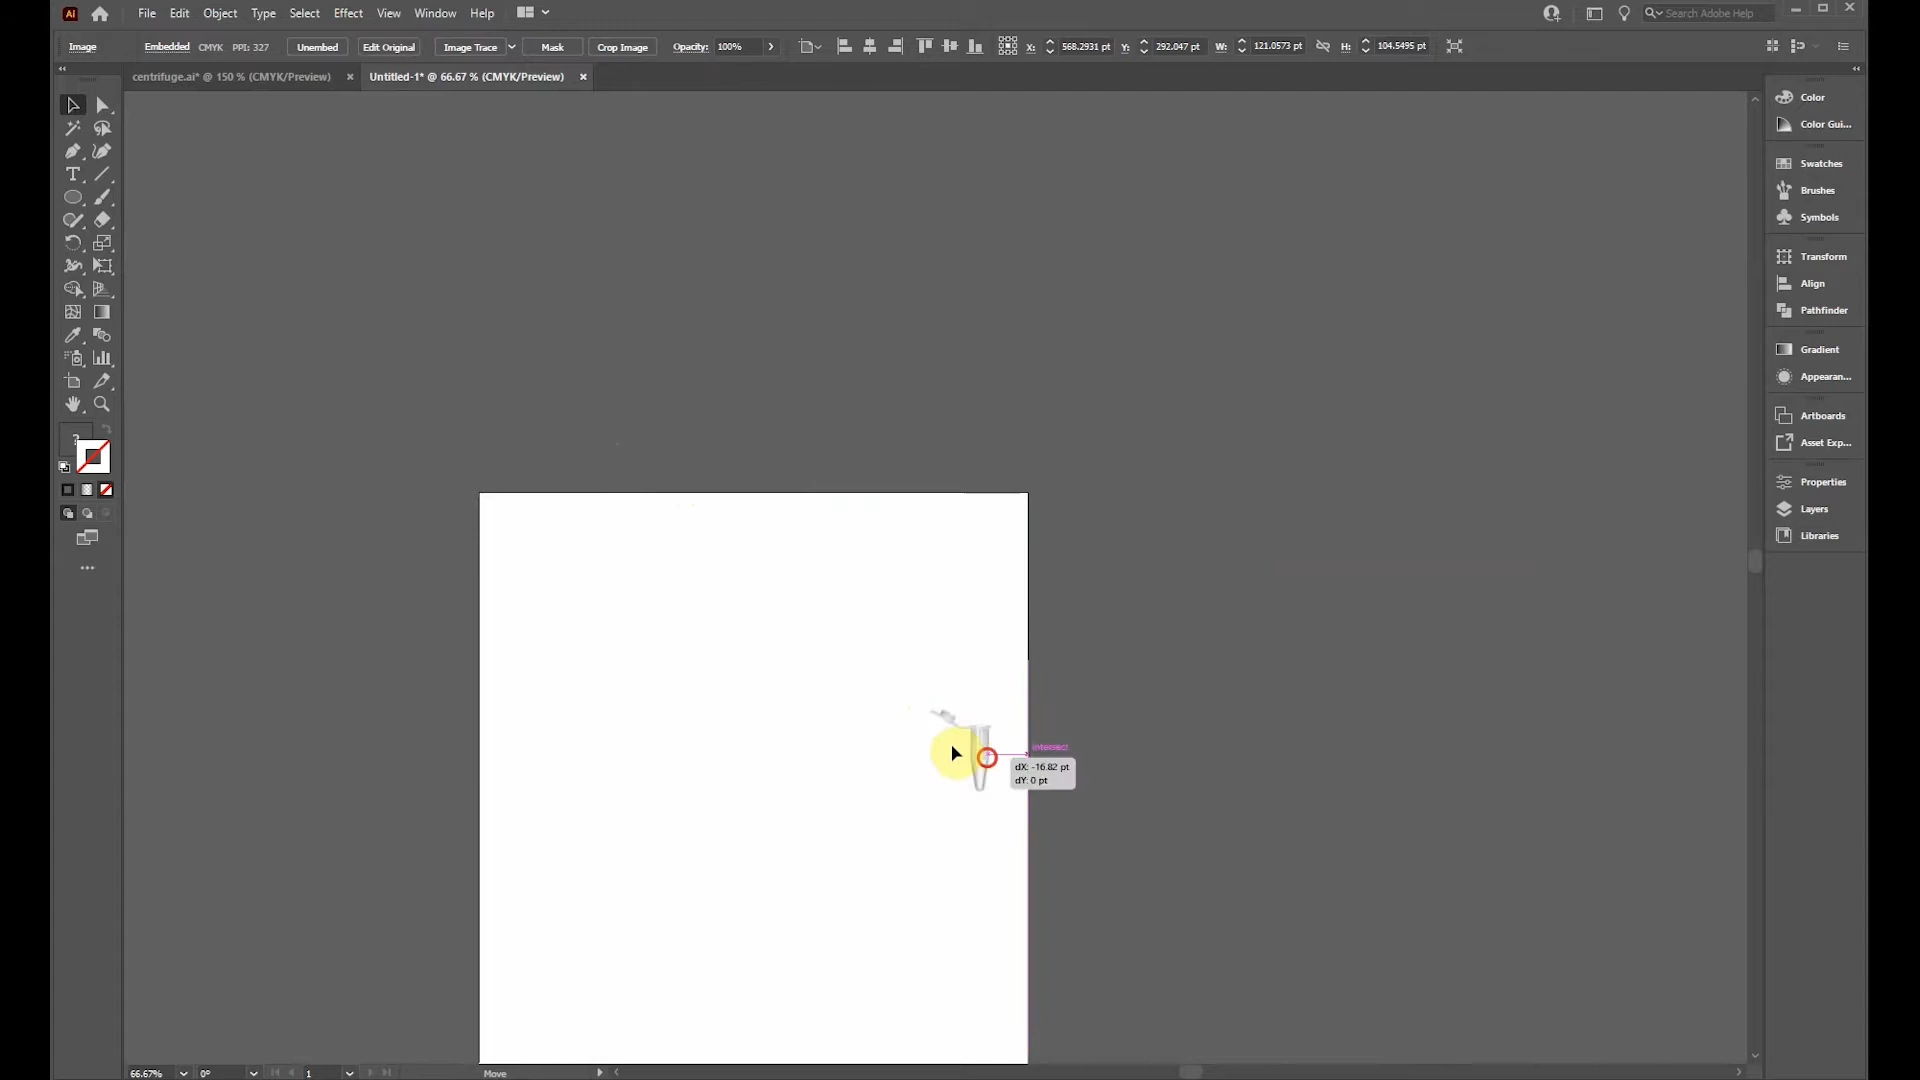 Ai File Edit Object Type Select Effect View Window Help Search Adobe Help
Image Embedded CMYK PPI: 327 Unembed Edit Original Image Trace Mask Crop Image Opacity: 100% X: 568.2931 pt Y: 292.047 pt W: 121.0573 pt H: 104.5495 pt
centrifuge.ai* @ 150 % (CMYK/Preview) × Untitled-1* @ 66.67 % (CMYK/Preview) ×
Color
Color Gui...
Swatches
Brushes
Symbols
Transform
Align
Pathfinder
Gradient
Appearan...
Artboards
Asset Exp...
Properties
Layers
Libraries
T
?
intersect
dX: -16.82 pt
dY: 0 pt
66.67% 0° 1 Move